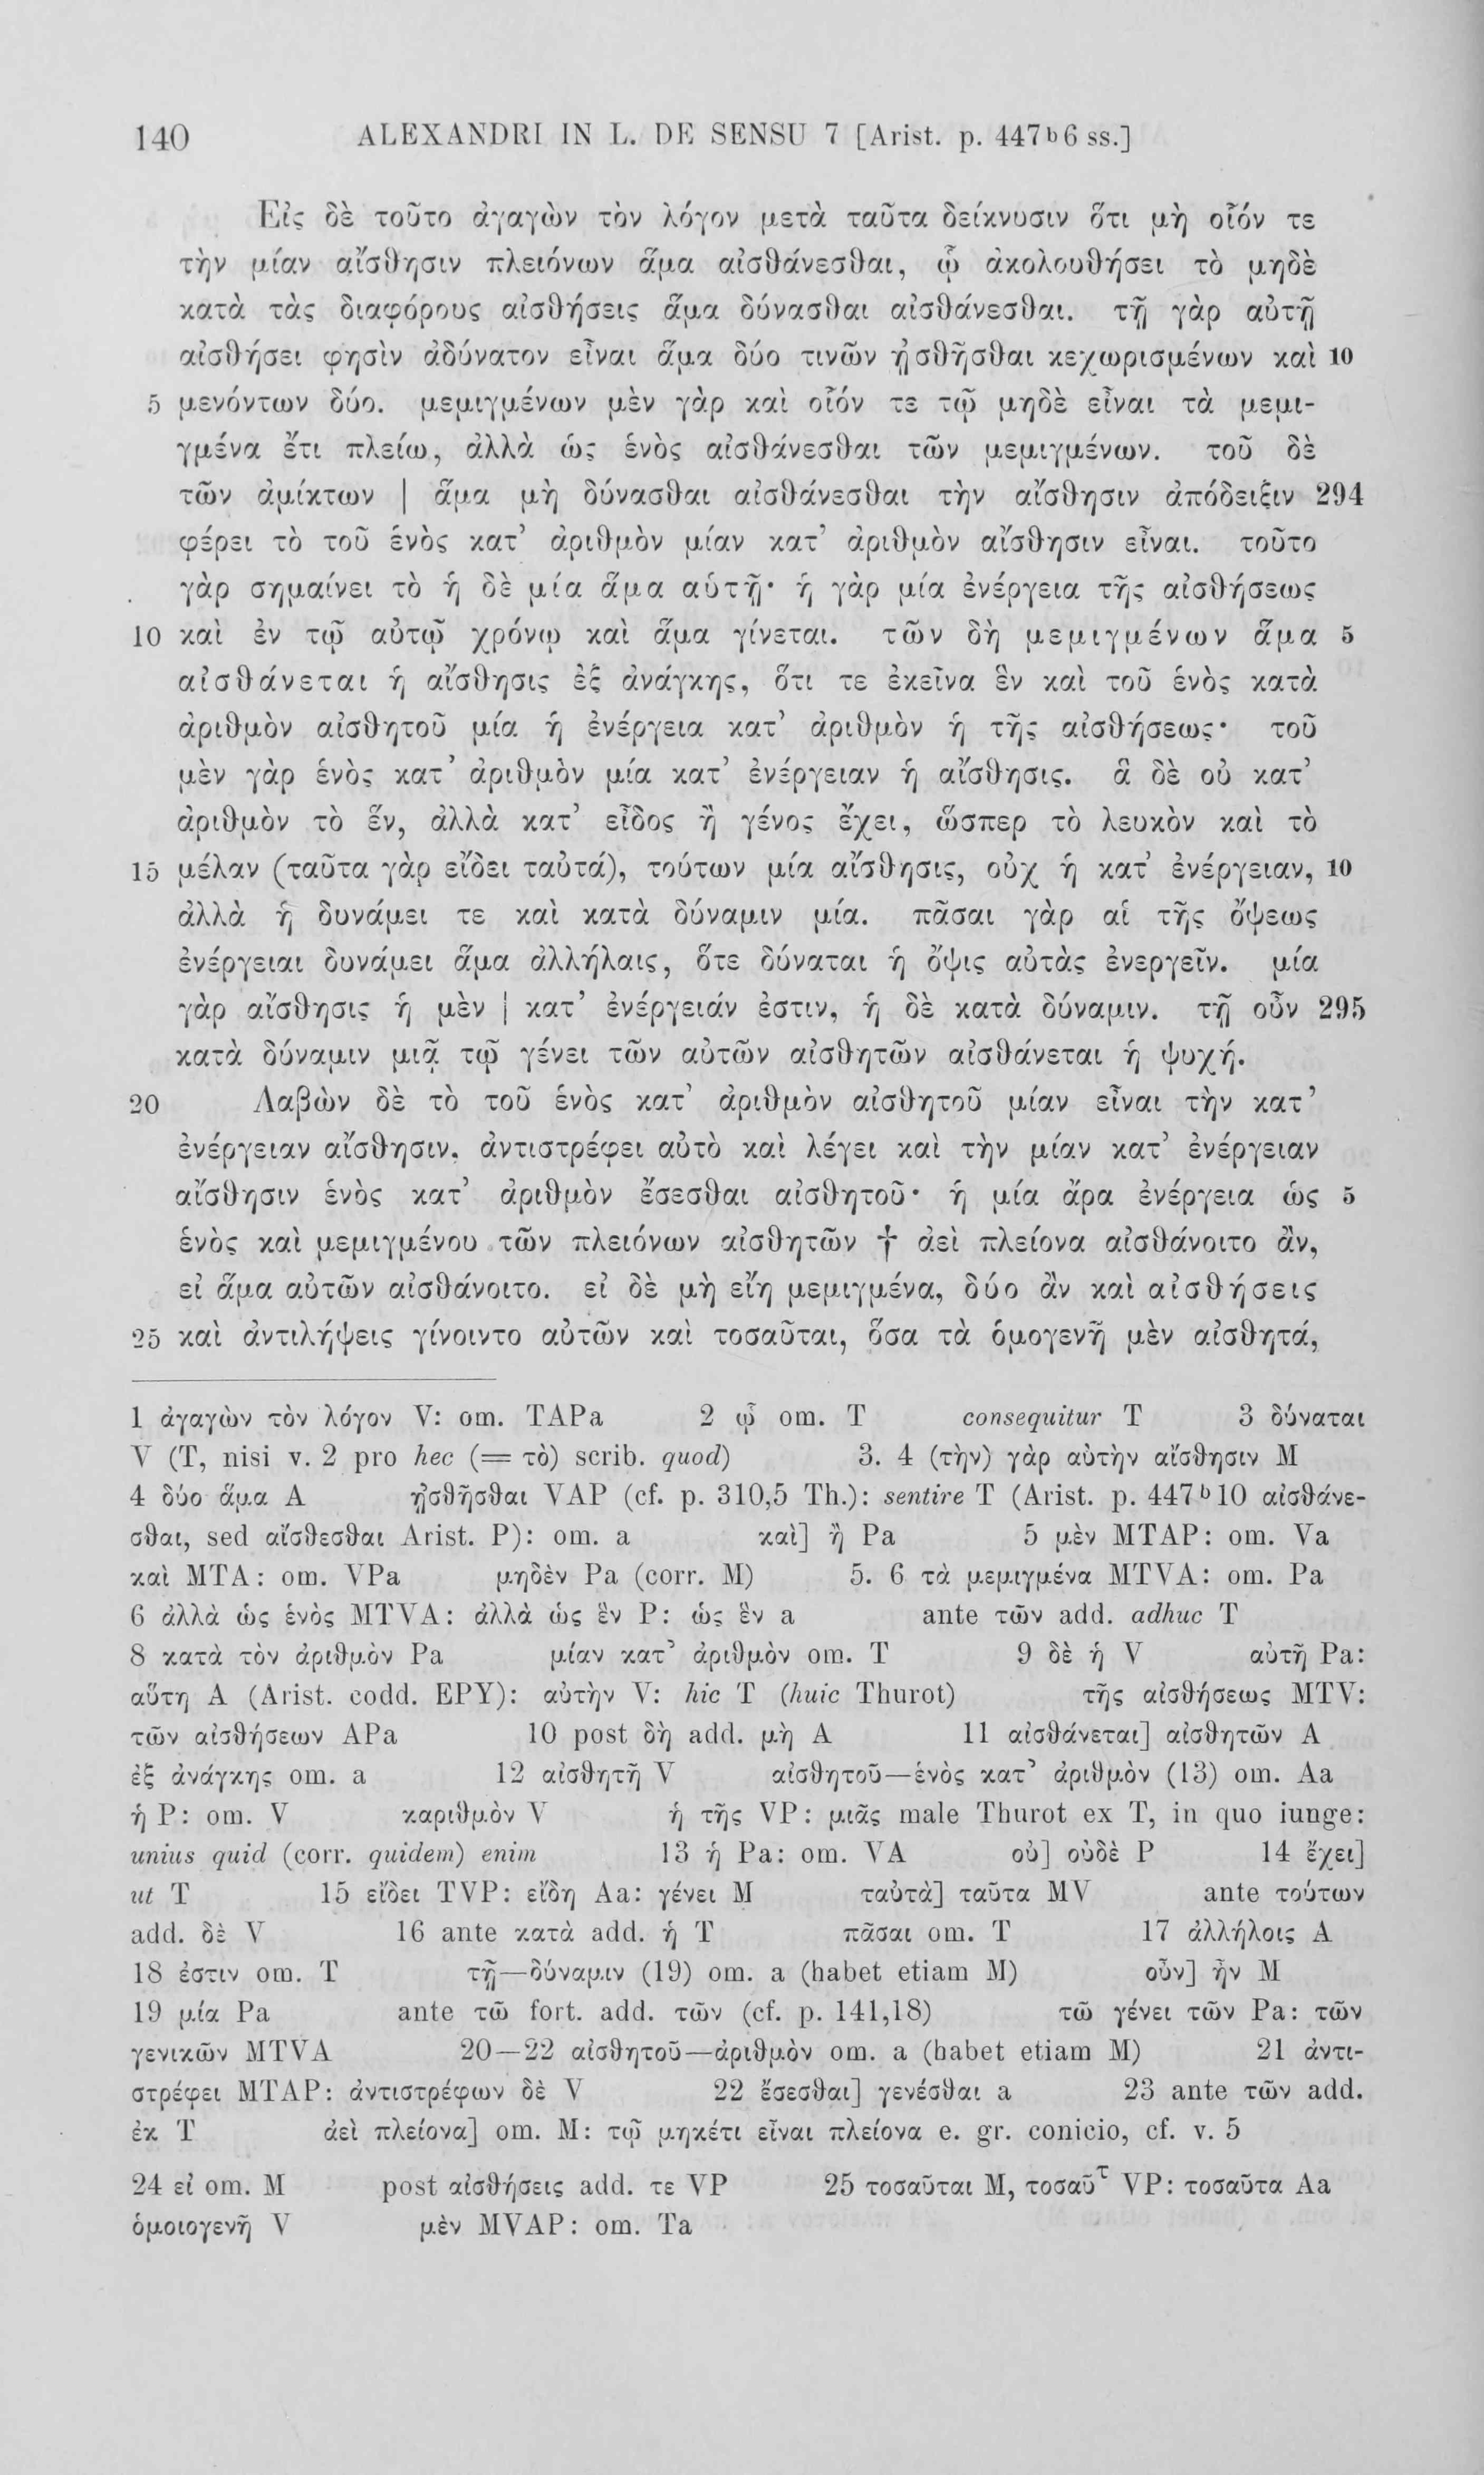 140 ALEXANDRI IN L. DE SENSU 7 [Arist. p. 447ᵇ6 ss.]
Εἰς δὲ τοῦτο ἀγαγὼν τὸν λόγον μετὰ ταῦτα δείκνυσιν ὅτι μὴ οἷόν τε
τὴν μίαν αἴσθησιν πλειόνων ἅμα αἰσθάνεσθαι, ᾧ ἀκολουθήσει τὸ μηδὲ
κατὰ τὰς διαφόρους αἰσθήσεις ἅμα δύνασθαι αἰσθάνεσθαι. τῇ γὰρ αὐτῇ
αἰσθήσει φησὶν ἀδύνατον εἶναι ἅμα δύο τινῶν ᾐσθῆσθαι κεχωρισμένων καὶ 10
5 μενόντων δύο. μεμιγμένων μὲν γὰρ καὶ οἷόν τε τῷ μηδὲ εἶναι τὰ μεμι-
γμένα ἔτι πλείω, ἀλλὰ ὡς ἑνὸς αἰσθάνεσθαι τῶν μεμιγμένων. τοῦ δὲ
τῶν ἀμίκτων | ἅμα μὴ δύνασθαι αἰσθάνεσθαι τὴν αἴσθησιν ἀπόδειξιν 294
φέρει τὸ τοῦ ἑνὸς κατ’ ἀριθμὸν μίαν κατ’ ἀριθμὸν αἴσθησιν εἶναι. τοῦτο
γὰρ σημαίνει τὸ ἡ δὲ μία ἅμα αὑτῇ· ἡ γὰρ μία ἐνέργεια τῆς αἰσθήσεως
10 καὶ ἐν τῷ αὐτῷ χρόνῳ καὶ ἅμα γίνεται. τῶν δὴ μεμιγμένων ἅμα 5
αἰσθάνεται ἡ αἴσθησις ἐξ ἀνάγκης, ὅτι τε ἐκεῖνα ἓν καὶ τοῦ ἑνὸς κατὰ
ἀριθμὸν αἰσθητοῦ μία ἡ ἐνέργεια κατ’ ἀριθμὸν ἡ τῆς αἰσθήσεως· τοῦ
μὲν γὰρ ἑνὸς κατ’ ἀριθμὸν μία κατ’ ἐνέργειαν ἡ αἴσθησις. ἃ δὲ οὐ κατ’
ἀριθμὸν τὸ ἕν, ἀλλὰ κατ’ εἶδος ἢ γένος ἔχει, ὥσπερ τὸ λευκὸν καὶ τὸ
15 μέλαν (ταῦτα γὰρ εἴδει ταὐτά), τούτων μία αἴσθησις, οὐχ ἡ κατ’ ἐνέργειαν, 10
ἀλλὰ ἡ δυνάμει τε καὶ κατὰ δύναμιν μία. πᾶσαι γὰρ αἱ τῆς ὄψεως
ἐνέργειαι δυνάμει ἅμα ἀλλήλαις, ὅτε δύναται ἡ ὄψις αὐτὰς ἐνεργεῖν. μία
γὰρ αἴσθησις ἡ μὲν | κατ’ ἐνέργειάν ἐστιν, ἡ δὲ κατὰ δύναμιν. τῇ οὖν 295
κατὰ δύναμιν μιᾷ τῷ γένει τῶν αὐτῶν αἰσθητῶν αἰσθάνεται ἡ ψυχή.
20 Λαβὼν δὲ τὸ τοῦ ἑνὸς κατ’ ἀριθμὸν αἰσθητοῦ μίαν εἶναι τὴν κατ’
ἐνέργειαν αἴσθησιν, ἀντιστρέφει αὐτὸ καὶ λέγει καὶ τὴν μίαν κατ’ ἐνέργειαν
αἴσθησιν ἑνὸς κατ’ ἀριθμὸν ἔσεσθαι αἰσθητοῦ· ἡ μία ἄρα ἐνέργεια ὡς 5
ἑνὸς καὶ μεμιγμένου τῶν πλειόνων αἰσθητῶν † ἀεὶ πλείονα αἰσθάνοιτο ἄν,
εἰ ἅμα αὐτῶν αἰσθάνοιτο. εἰ δὲ μὴ εἴη μεμιγμένα, δύο ἂν καὶ αἰσθήσεις
25 καὶ ἀντιλήψεις γίνοιντο αὐτῶν καὶ τοσαῦται, ὅσα τὰ ὁμογενῆ μὲν αἰσθητά,
1 ἀγαγὼν τὸν λόγον V: om. TAPa 2 ᾧ om. T consequitur T 3 δύναται
V (T, nisi v. 2 pro hec (= τὸ) scrib. quod) 3. 4 (τὴν) γὰρ αὐτὴν αἴσθησιν M
4 δύο ἅμα A ᾐσθῆσθαι VAP (cf. p. 310,5 Th.): sentire T (Arist. p. 447ᵇ10 αἰσθάνε-
σθαι, sed αἴσθεσθαι Arist. P): om. a καὶ] ἢ Pa 5 μὲν MTAP: om. Va
καὶ MTA: om. VPa μηδὲν Pa (corr. M) 5. 6 τὰ μεμιγμένα MTVA: om. Pa
6 ἀλλὰ ὡς ἑνὸς MTVA: ἀλλὰ ὡς ἓν P: ὡς ἓν a ante τῶν add. adhuc T
8 κατὰ τὸν ἀριθμὸν Pa μίαν κατ’ ἀριθμὸν om. T 9 δὲ ἡ V αὐτῇ Pa:
αὕτη A (Arist. codd. EPY): αὐτὴν V: hic T (huic Thurot) τῆς αἰσθήσεως MTV:
τῶν αἰσθήσεων APa 10 post δὴ add. μὴ A 11 αἰσθάνεται] αἰσθητῶν A
ἐξ ἀνάγκης om. a 12 αἰσθητῇ V αἰσθητοῦ—ἑνὸς κατ’ ἀριθμὸν (13) om. Aa
ἡ P: om. V καριθμὸν V ἡ τῆς VP: μιᾶς male Thurot ex T, in quo iunge:
unius quid (corr. quidem) enim 13 ἡ Pa: om. VA οὐ] οὐδὲ P 14 ἔχει]
ut T 15 εἴδει TVP: εἴδη Aa: γένει M ταὐτὰ] ταῦτα MV ante τούτων
add. δὲ V 16 ante κατὰ add. ἡ T πᾶσαι om. T 17 ἀλλήλοις A
18 ἐστιν om. T τῇ—δύναμιν (19) om. a (habet etiam M) οὖν] ἦν M
19 μία Pa ante τῶ fort. add. τῶν (cf. p. 141,18) τῶ γένει τῶν Pa: τῶν
γενικῶν MTVA 20—22 αἰσθητοῦ—ἀριθμὸν om. a (habet etiam M) 21 ἀντι-
στρέφει MTAP: ἀντιστρέφων δὲ V 22 ἔσεσθαι] γενέσθαι a 23 ante τῶν add.
ἐκ T ἀεὶ πλείονα] om. M: τῷ μηκέτι εἶναι πλείονα e. gr. conicio, cf. v. 5
24 εἰ om. M post αἰσθήσεις add. τε VP 25 τοσαῦται M, τοσαῦᵀ VP: τοσαῦτα Aa
ὁμοιογενῆ V μὲν MVAP: om. Ta